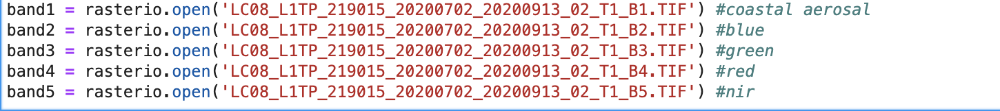 band1 = rasterio.open('LC08_L1TP_219015_20200702_20200913_02_T1_B1.TIF') #coastal aerosal
band2 = rasterio.open('LC08_L1TP_219015_20200702_20200913_02_T1_B2.TIF') #blue
band3 = rasterio.open('LC08_L1TP_219015_20200702_20200913_02_T1_B3.TIF') #green
band4 = rasterio.open('LC08_L1TP_219015_20200702_20200913_02_T1_B4.TIF') #red
band5 = rasterio.open('LC08_L1TP_219015_20200702_20200913_02_T1_B5.TIF') #nir